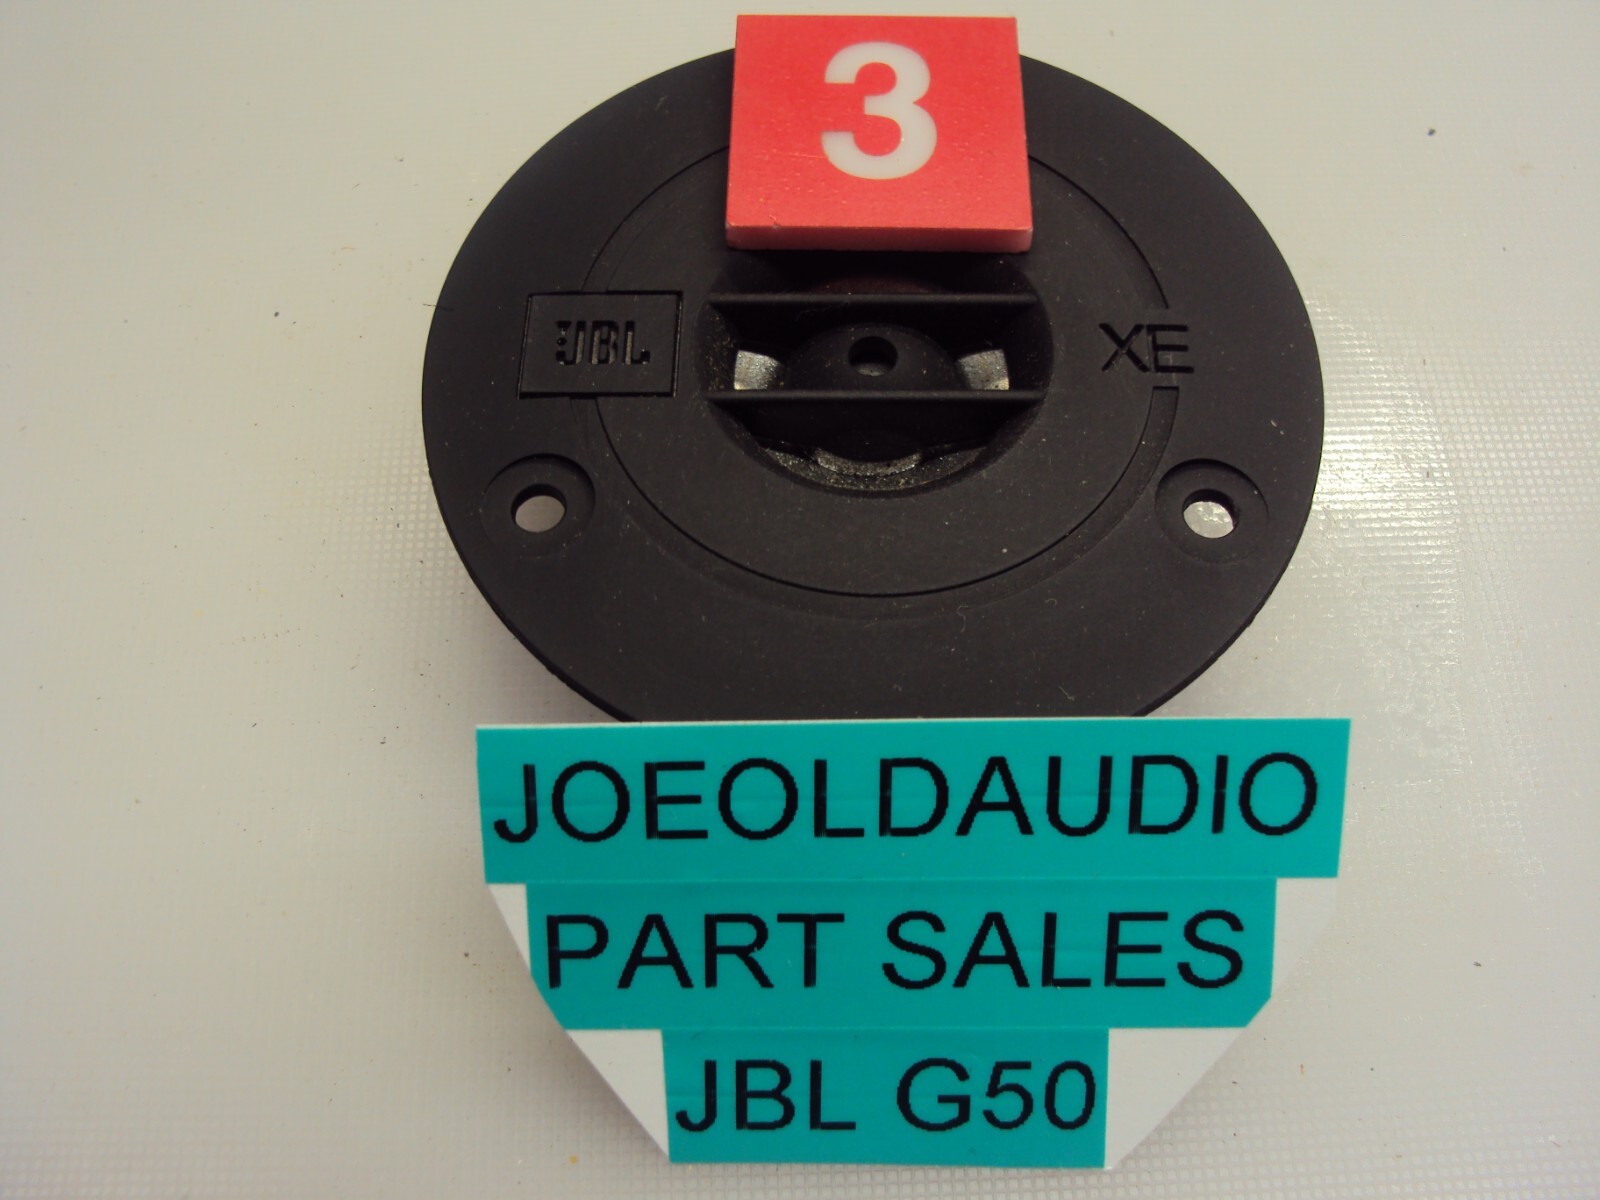 3
JBL
XE
JOEOLDAUDIO
PART SALES
JBL G50